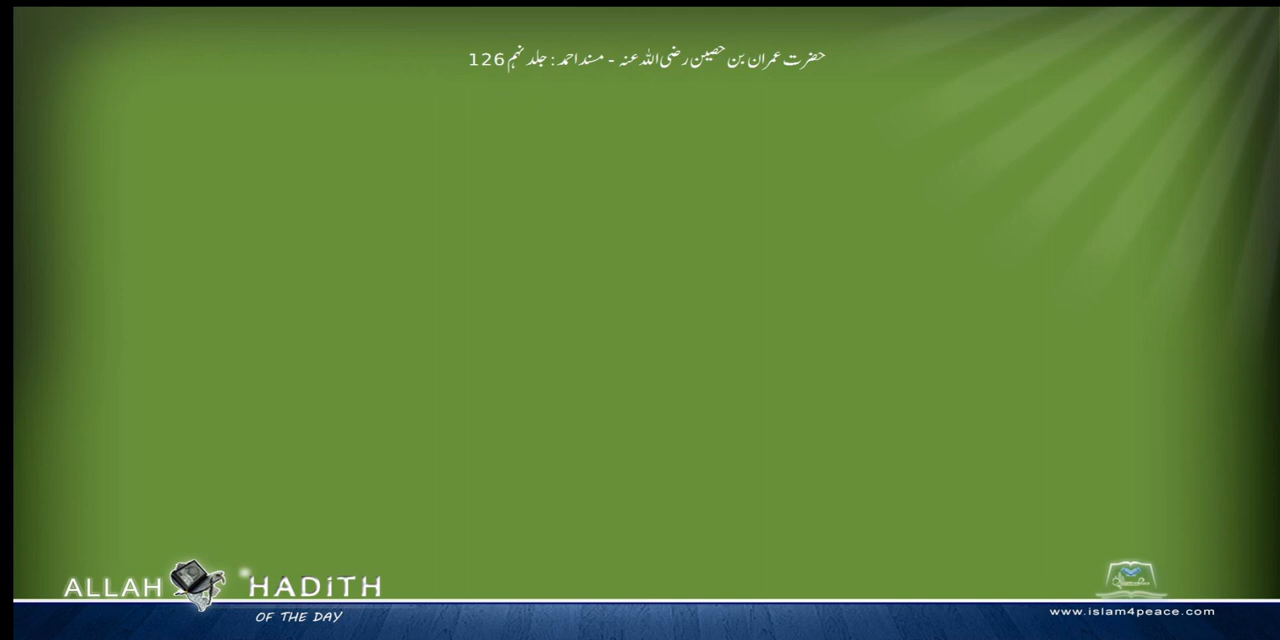 حضرت عمران بن حصین رضی اللہ عنہ - مسند احمد : جلد نہم 126
ALLAH HADITH
OF THE DAY
www.islam4peace.com